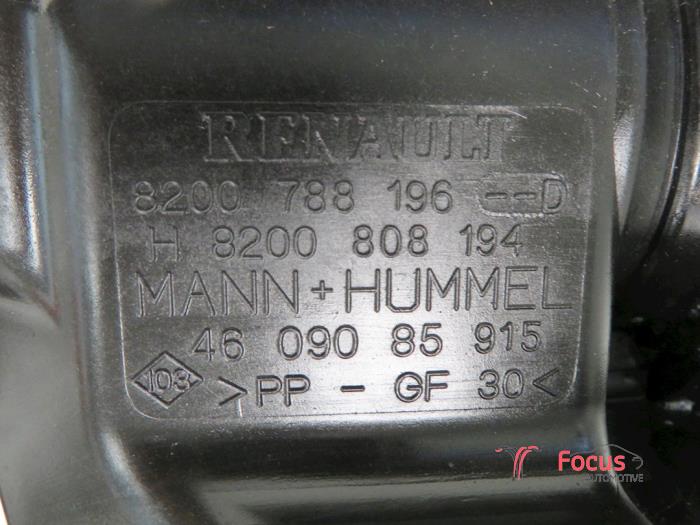 RENAULT
8200 788 196 --D
H 8200 808 194
MANN+HUMMEL
46 090 85 915
103 >PP - GF 30<
Focus
AUTOMOTIVE